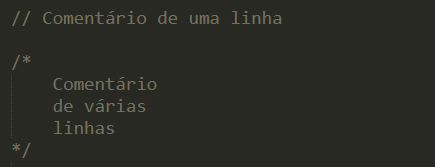 // Comentário de uma linha
/*
Comentário
de várias
linhas
*/